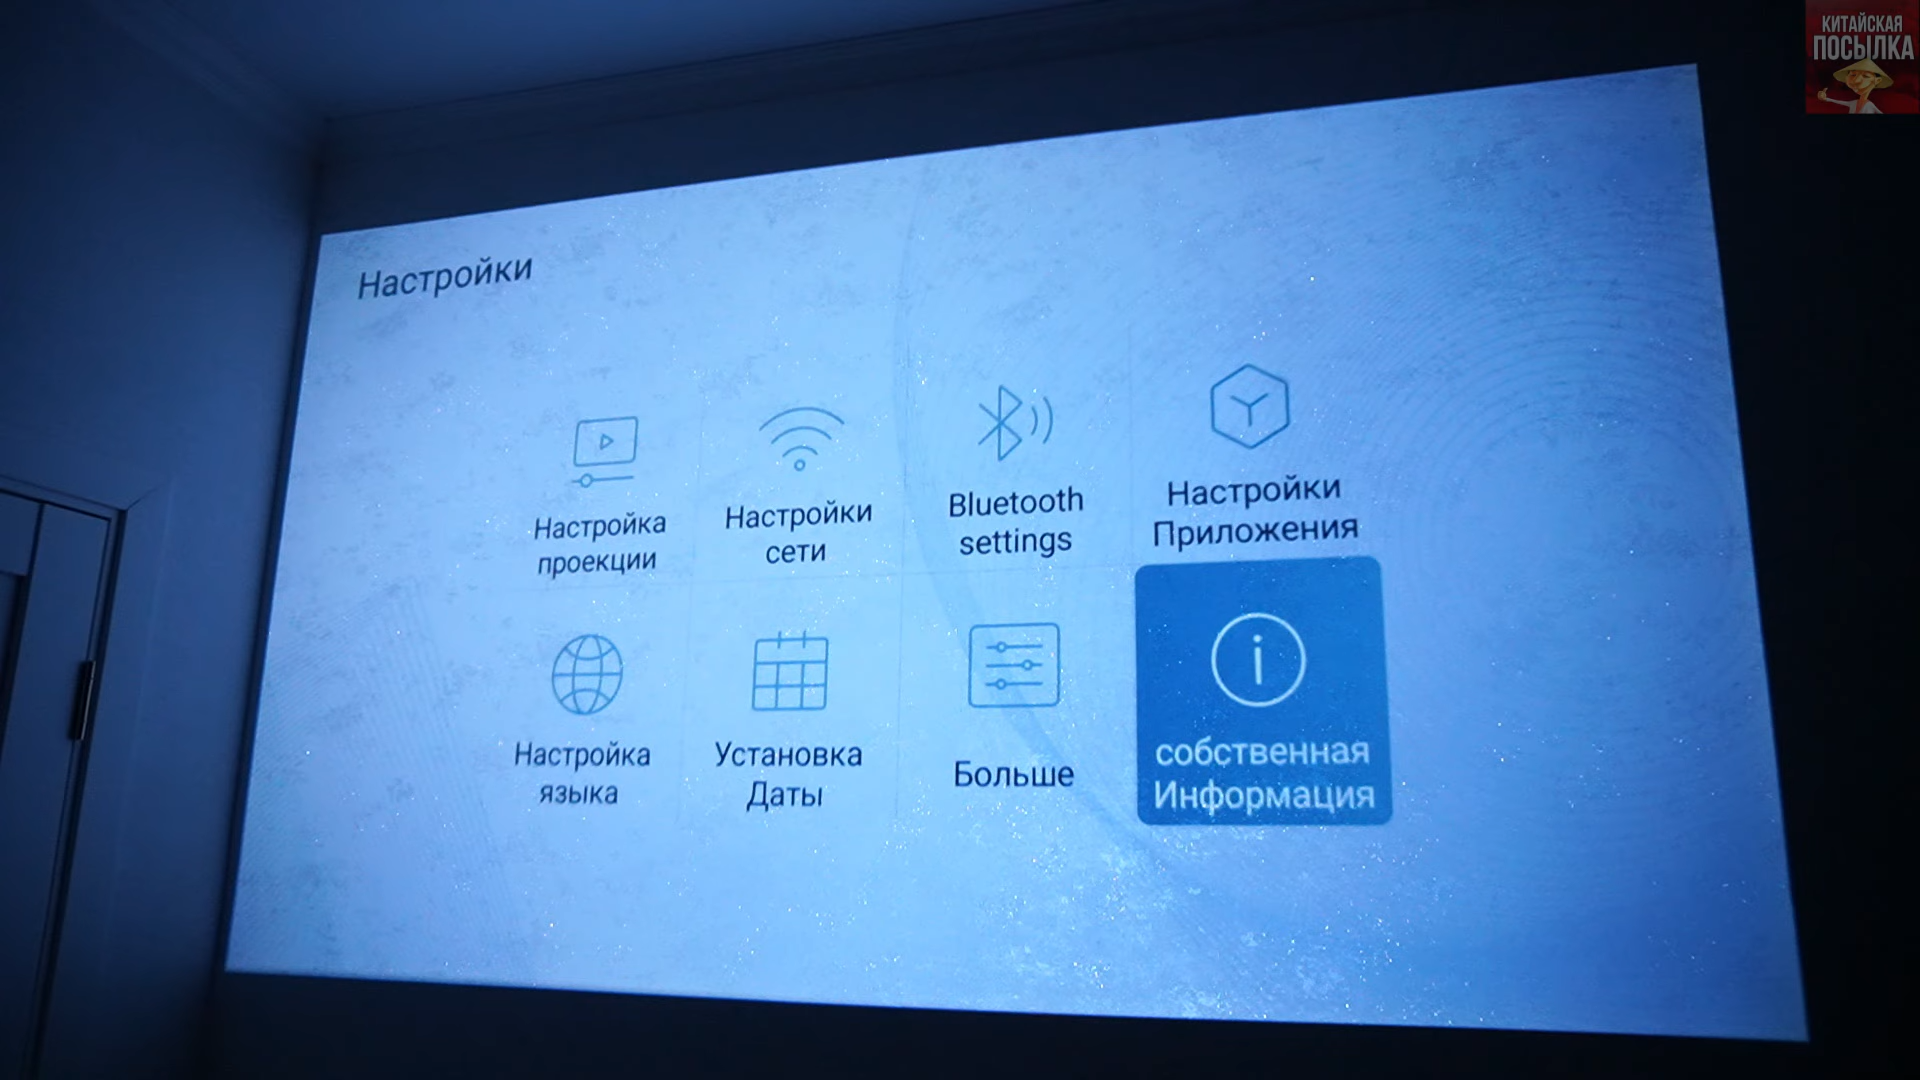 КИТАЙСКАЯ
ПОСЫЛКА
Настройки
Настройка
проекции
Настройки
сети
Bluetooth
settings
Настройки
Приложения
Настройка
языка
Установка
Даты
Больше
собственная
Информация